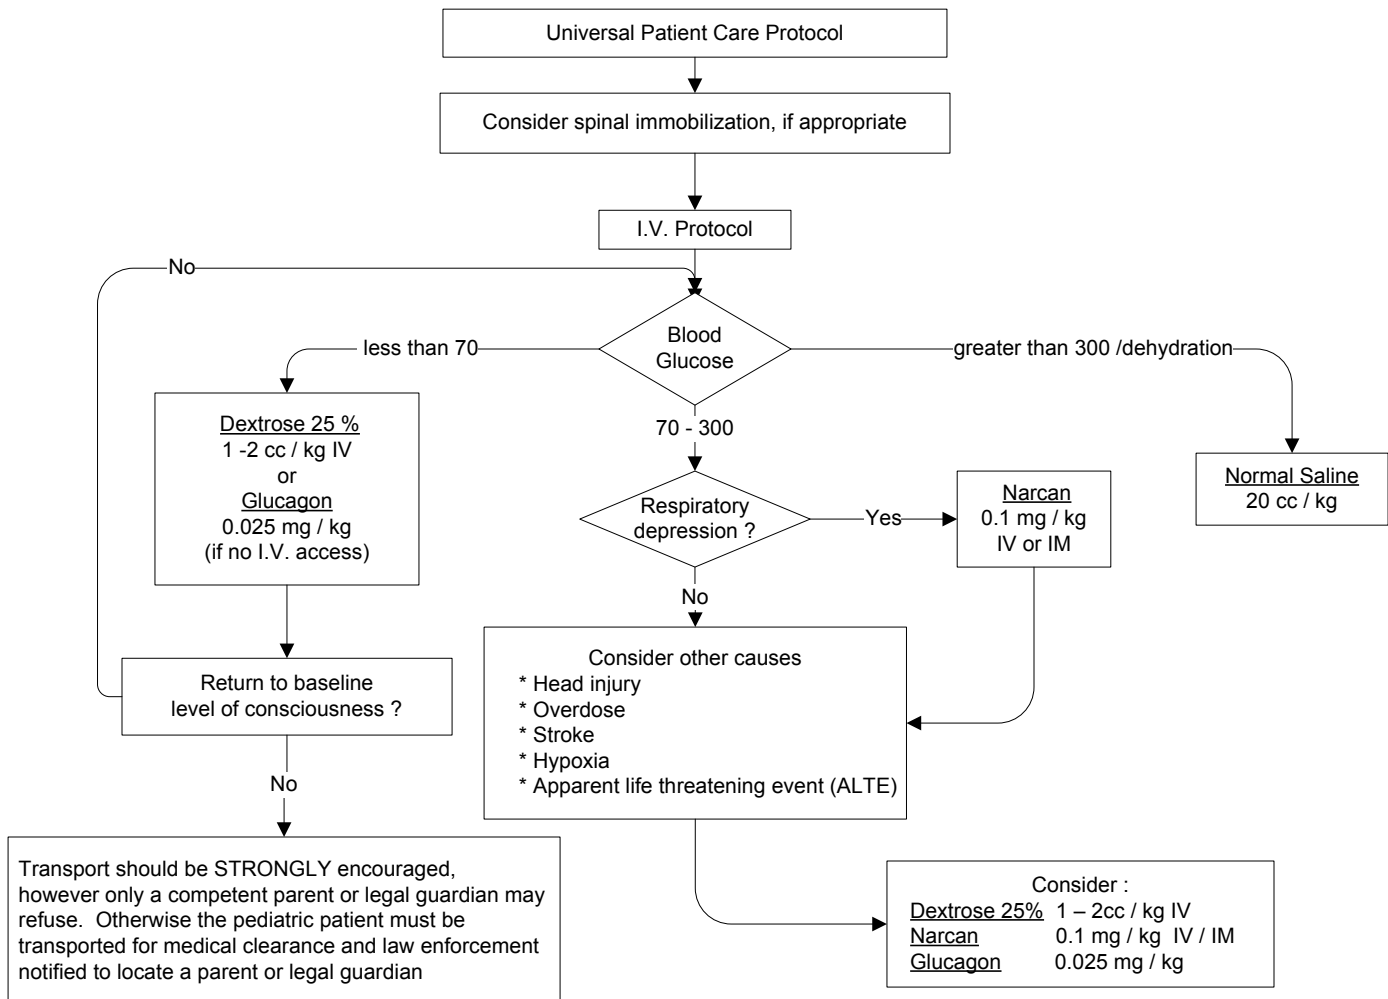 Universal Patient Care Protocol
Consider spinal immobilization, if appropriate
I.V. Protocol
No
Blood
Glucose
less than 70
greater than 300 /dehydration
70 - 300
Dextrose 25 %
1 -2 cc / kg IV
or
Glucagon
0.025 mg / kg
(if no I.V. access)
Respiratory
depression ?
Yes
Narcan
0.1 mg / kg
IV or IM
Normal Saline
20 cc / kg
No
Return to baseline
level of consciousness ?
Consider other causes
* Head injury
* Overdose
* Stroke
* Hypoxia
* Apparent life threatening event (ALTE)
No
Transport should be STRONGLY encouraged,
however only a competent parent or legal guardian may
refuse. Otherwise the pediatric patient must be
transported for medical clearance and law enforcement
notified to locate a parent or legal guardian
Consider :
Dextrose 25% 1 – 2cc / kg IV
Narcan 0.1 mg / kg IV / IM
Glucagon 0.025 mg / kg